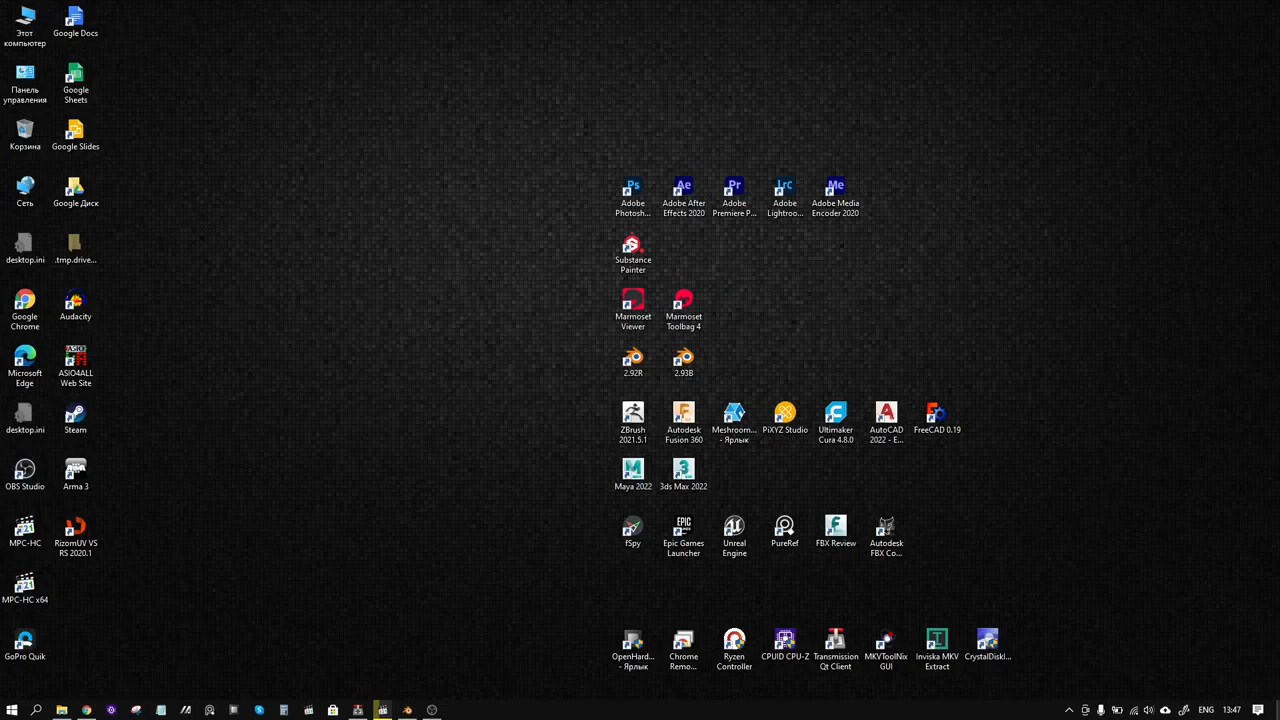 Этот
компьютер
Google Docs
Панель
управления
Google
Sheets
Корзина
Google Slides
Сеть
Google Диск
desktop.ini
.tmp.drive...
Google
Chrome
Audacity
Microsoft
Edge
ASIO4ALL
Web Site
desktop.ini
Steam
OBS Studio
Arma 3
MPC-HC
RizomUV VS
RS 2020.1
MPC-HC x64
GoPro Quik
Adobe
Photosh...
Adobe After
Effects 2020
Adobe
Premiere P...
Adobe
Lightroo...
Adobe Media
Encoder 2020
Substance
Painter
Marmoset
Viewer
Marmoset
Toolbag 4
2.92R
2.93B
ZBrush
2021.5.1
Autodesk
Fusion 360
Meshroom...
- Ярлык
PiXYZ Studio
Ultimaker
Cura 4.8.0
AutoCAD
2022 - E...
FreeCAD 0.19
Maya 2022
3ds Max 2022
fSpy
Epic Games
Launcher
Unreal
Engine
PureRef
FBX Review
Autodesk
FBX Co...
OpenHard...
- Ярлык
Chrome
Remo...
Ryzen
Controller
CPUID CPU-Z
Transmission
Qt Client
MKVToolNix
GUI
Inviska MKV
Extract
CrystalDiskI...
ENG
13:47